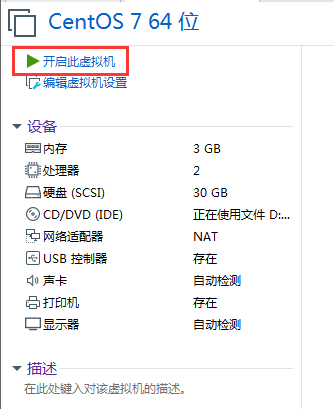 CentOS 7 64 位
开启此虚拟机
编辑虚拟机设置
设备
内存 3 GB
处理器 2
硬盘 (SCSI) 30 GB
CD/DVD (IDE) 正在使用文件 D:...
网络适配器 NAT
USB 控制器 存在
声卡 自动检测
打印机 存在
显示器 自动检测
描述
在此处键入对该虚拟机的描述。